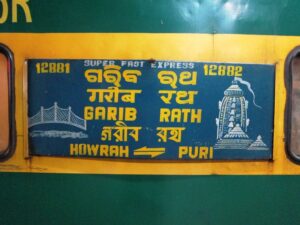 SUPER FAST EXPRESS
12881 12882
ଗରିବ ରଥ
गरीब रथ
GARIB RATH
গরীব রথ
HOWRAH ⇌ PURI